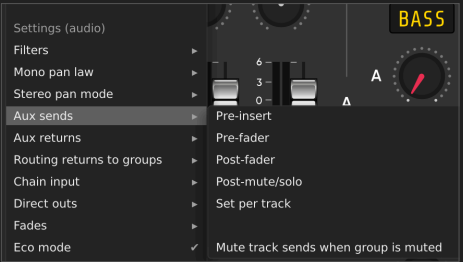 BASS
Settings (audio)
Filters
Mono pan law
Stereo pan mode
Aux sends
Aux returns
Routing returns to groups
Chain input
Direct outs
Fades
Eco mode ✔
6
3
0
A
A
Pre-insert
Pre-fader
Post-fader
Post-mute/solo
Set per track
Mute track sends when group is muted